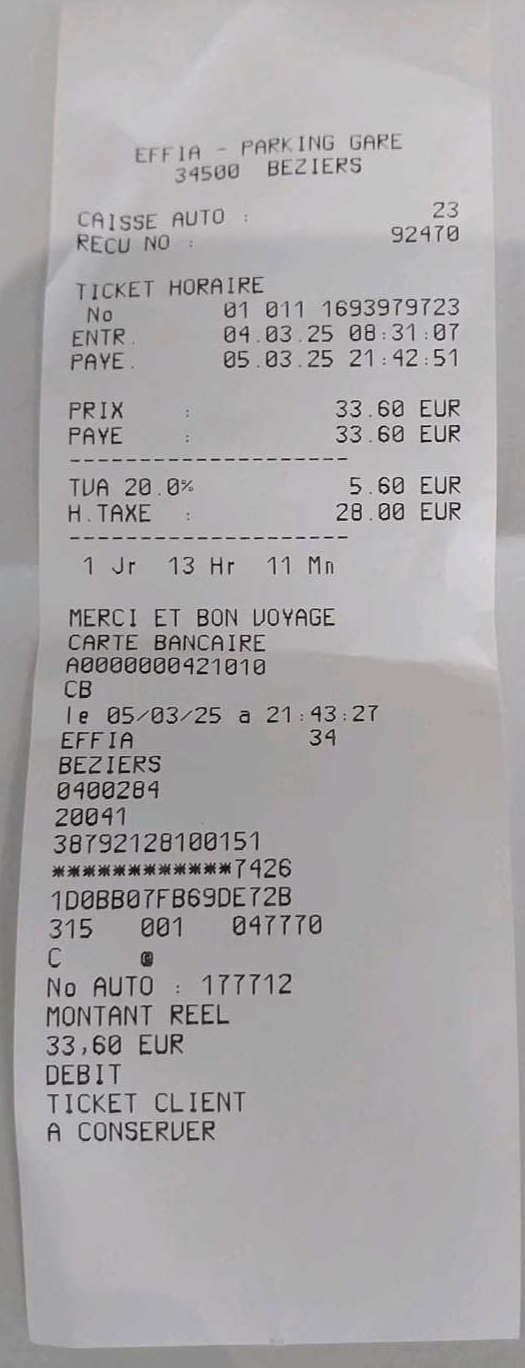 EFFIA - PARKING GARE
34500 BEZIERS
CAISSE AUTO : 23
RECU NO : 92470
TICKET HORAIRE
No 01 011 1693979723
ENTR. 04.03.25 08:31:07
PAYE. 05.03.25 21:42:51
PRIX : 33.60 EUR
PAYE : 33.60 EUR
---------------------
TVA 20.0% 5.60 EUR
H.TAXE : 28.00 EUR
---------------------
1 Jr 13 Hr 11 Mn
MERCI ET BON VOYAGE
CARTE BANCAIRE
A0000000421010
CB
le 05/03/25 a 21:43:27
EFFIA 34
BEZIERS
0400284
20041
38792128100151
************7426
1D0BB07FB69DE72B
315 001 047770
C @
No AUTO : 177712
MONTANT REEL
33,60 EUR
DEBIT
TICKET CLIENT
A CONSERVER